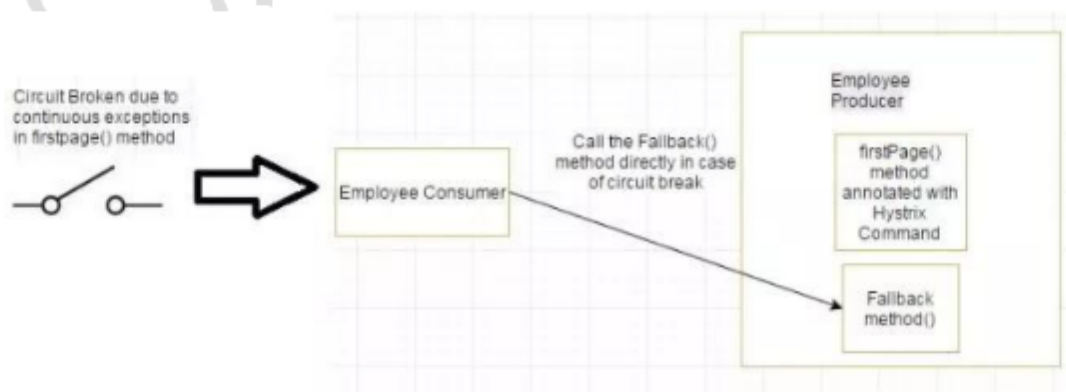 Circuit Broken due to
continuous exceptions
in firstpage() method
Employee Consumer
Call the Fallback()
method directly in case
of circuit break
Employee
Producer
firstPage()
method
annotated with
Hystrix
Command
Fallback
method()